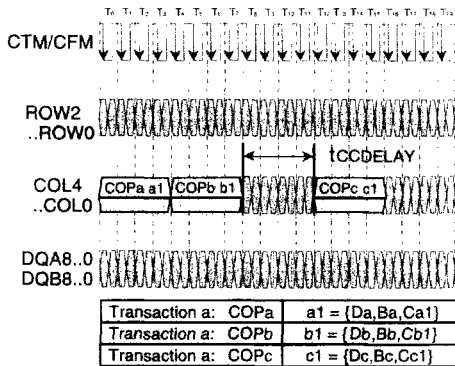 T0 T1 T2 T3 T4 T5 T6 T7 T8 T9 T10 T11 T12 T13 T14 T15 T16 T17 T18 T19
CTM/CFM
ROW2
..ROW0
tCCDELAY
COL4
..COL0
COPa a1 COPb b1 COPc c1
DQA8..0
DQB8..0
Transaction a: COPa a1 = {Da,Ba,Ca1}
Transaction a: COPb b1 = {Db,Bb,Cb1}
Transaction a: COPc c1 = {Dc,Bc,Cc1}